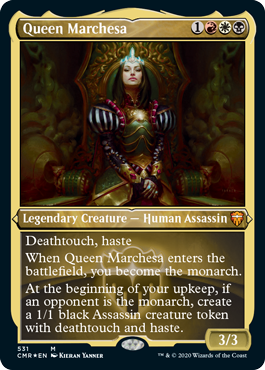 Queen Marchesa 1
Legendary Creature — Human Assassin
Deathtouch, haste
When Queen Marchesa enters the
battlefield, you become the monarch.
At the beginning of your upkeep, if
an opponent is the monarch, create
a 1/1 black Assassin creature token
with deathtouch and haste.
3/3
531 M
CMR★EN KIERAN YANNER ™ & © 2020 Wizards of the Coast